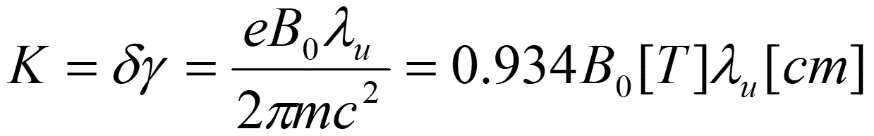 K = δγ = eB₀λᵤ / 2πmc² = 0.934B₀[T]λᵤ[cm]